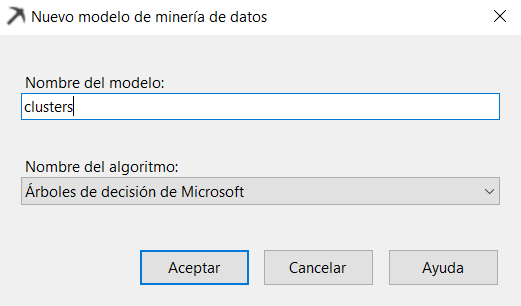 Nuevo modelo de minería de datos
Nombre del modelo:
clusters
Nombre del algoritmo:
Árboles de decisión de Microsoft
Aceptar Cancelar Ayuda